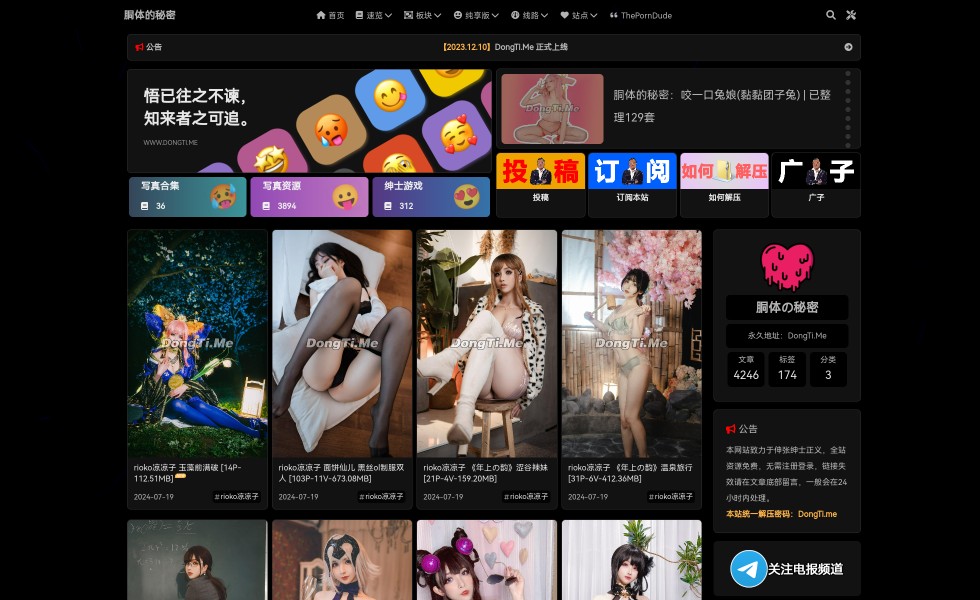 胴体的秘密
首页
速览
板块
纯享版
线路
站点
ThePornDude
公告
【2023.12.10】DongTi.Me 正式上线
悟已往之不谏，
知来者之可追。
WWW.DONGTI.ME
胴体的秘密：咬一口兔娘(黏黏团子兔) | 已整
理129套
写真合集
36
写真资源
3894
绅士游戏
312
投稿
投稿
订阅
订阅本站
如何解压
如何解压
广子
广子
DongTi.Me
DongTi.Me
DongTi.Me
DongTi.Me
DongTi.Me
rioko凉凉子 玉藻前满破 [14P-
112.51MB]
2024-07-19
#rioko凉凉子
rioko凉凉子 面饼仙儿 黑丝ol制服双
人 [103P-11V-673.08MB]
2024-07-19
#rioko凉凉子
rioko凉凉子 《年上の韵》涩谷辣妹
[21P-4V-159.20MB]
2024-07-19
#rioko凉凉子
rioko凉凉子 《年上の韵》温泉旅行
[31P-6V-412.36MB]
2024-07-19
#rioko凉凉子
胴体の秘密
永久地址：DongTi.Me
文章
4246
标签
174
分类
3
公告
本网站致力于伸张绅士正义，全站
资源免费，无需注册登录，链接失
效请在文章底部留言，一般会在24
小时内处理。
本站统一解压密码：DongTi.me
关注电报频道